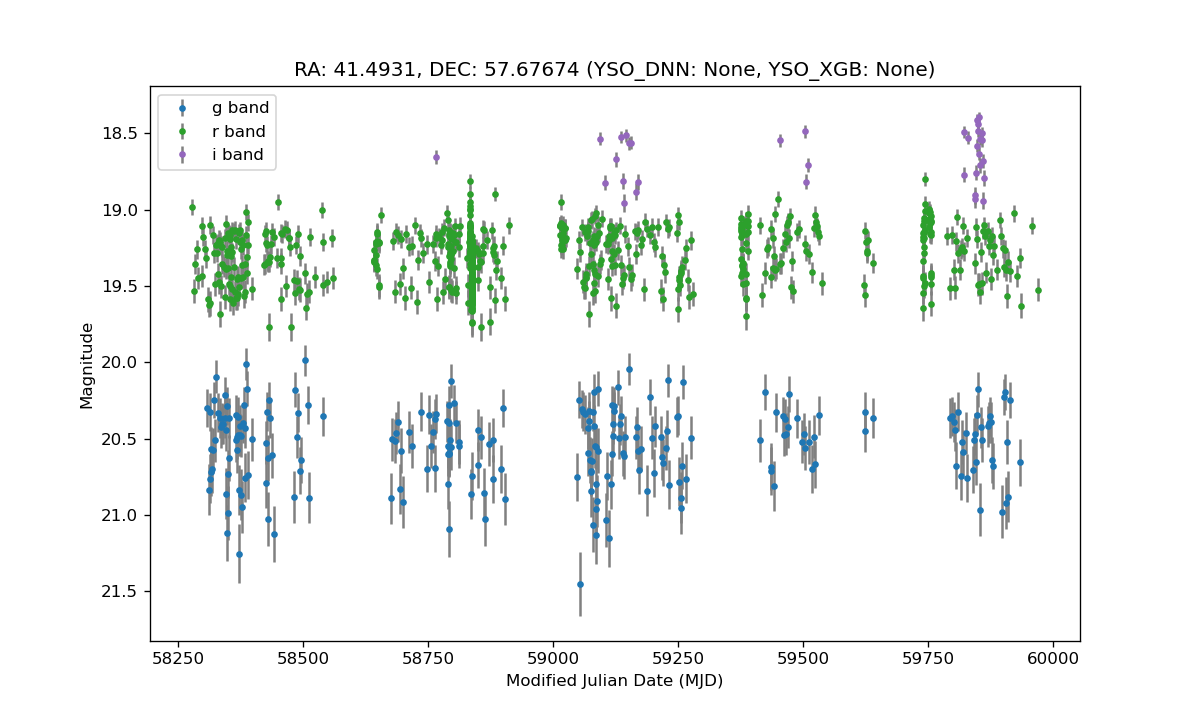 RA: 41.4931, DEC: 57.67674 (YSO_DNN: None, YSO_XGB: None)
g band
r band
i band
18.5
19.0
19.5
20.0
20.5
21.0
21.5
Magnitude
58250 58500 58750 59000 59250 59500 59750 60000
Modified Julian Date (MJD)